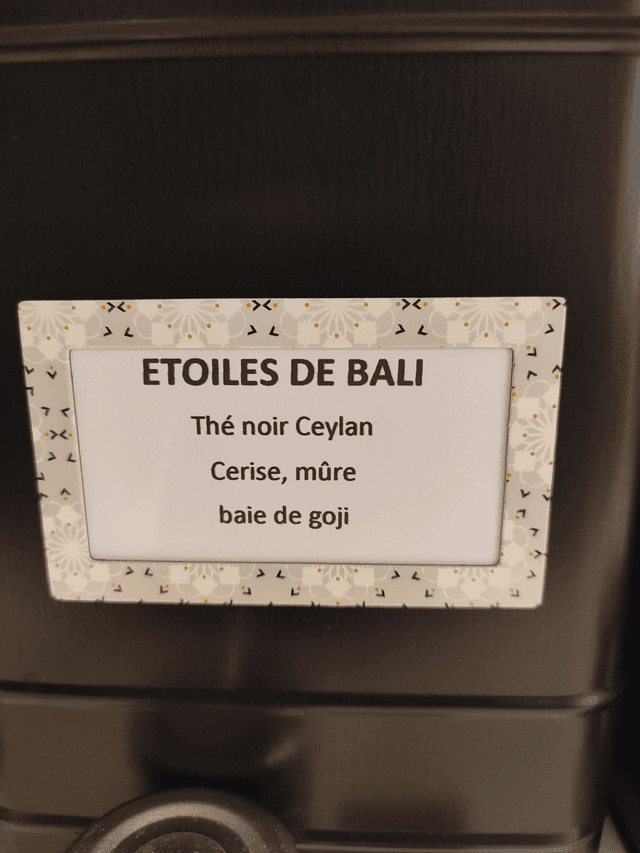 ETOILES DE BALI
Thé noir Ceylan
Cerise, mûre
baie de goji